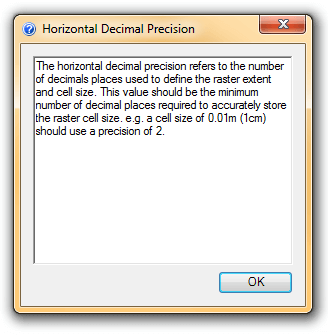 Horizontal Decimal Precision
The horizontal decimal precision refers to the number
of decimals places used to define the raster extent
and cell size. This value should be the minimum
number of decimal places required to accurately store
the raster cell size. e.g. a cell size of 0.01m (1cm)
should use a precision of 2.
OK